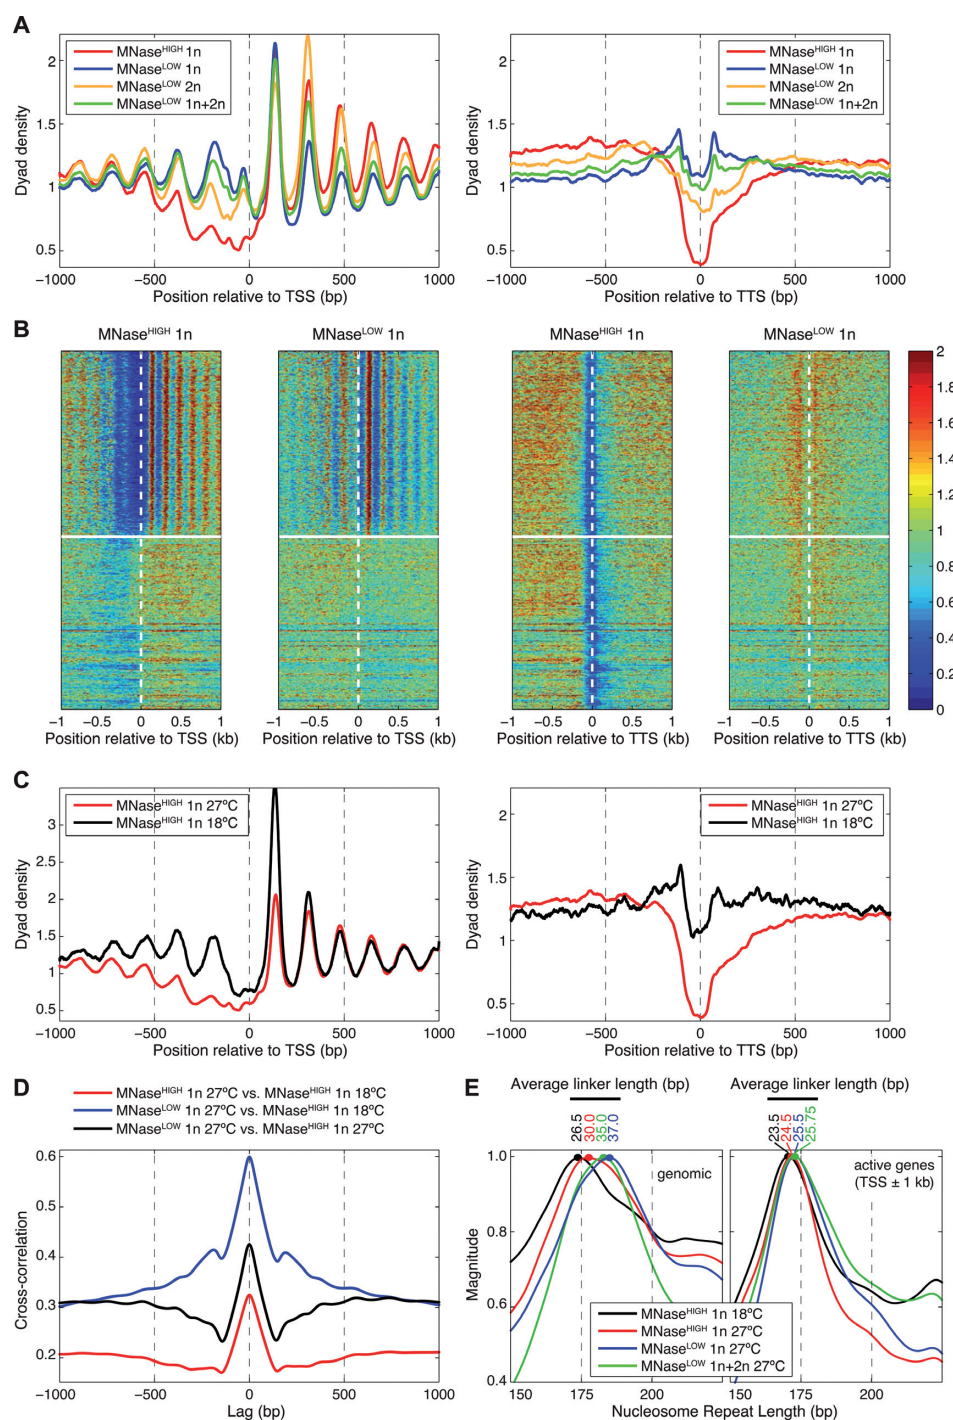 A
MNase^HIGH 1n
MNase^LOW 1n
MNase^LOW 2n
MNase^LOW 1n+2n
Dyad density
2
1.5
1
0.5
−1000 −500 0 500 1000
Position relative to TSS (bp)
MNase^HIGH 1n
MNase^LOW 1n
MNase^LOW 2n
MNase^LOW 1n+2n
Dyad density
2
1.5
1
0.5
−1000 −500 0 500 1000
Position relative to TTS (bp)
B
MNase^HIGH 1n
MNase^LOW 1n
MNase^HIGH 1n
MNase^LOW 1n
−1 −0.5 0 0.5 1
Position relative to TSS (kb)
−1 −0.5 0 0.5 1
Position relative to TSS (kb)
−1 −0.5 0 0.5 1
Position relative to TTS (kb)
−1 −0.5 0 0.5 1
Position relative to TTS (kb)
2
1.8
1.6
1.4
1.2
1
0.8
0.6
0.4
0.2
0
C
MNase^HIGH 1n 27ºC
MNase^HIGH 1n 18ºC
Dyad density
3
2.5
2
1.5
1
0.5
−1000 −500 0 500 1000
Position relative to TSS (bp)
MNase^HIGH 1n 27ºC
MNase^HIGH 1n 18ºC
Dyad density
2
1.5
1
0.5
−1000 −500 0 500 1000
Position relative to TTS (bp)
D
MNase^HIGH 1n 27ºC vs. MNase^HIGH 1n 18ºC
MNase^LOW 1n 27ºC vs. MNase^HIGH 1n 18ºC
MNase^LOW 1n 27ºC vs. MNase^HIGH 1n 27ºC
Cross-correlation
0.6
0.5
0.4
0.3
0.2
−1000 −500 0 500 1000
Lag (bp)
E
Average linker length (bp)
26.5
30.0
35.0
37.0
genomic
Average linker length (bp)
23.5
24.5
25.5
25.75
active genes
(TSS ± 1 kb)
Magnitude
1.0
0.8
0.6
0.4
MNase^HIGH 1n 18ºC
MNase^HIGH 1n 27ºC
MNase^LOW 1n 27ºC
MNase^LOW 1n+2n 27ºC
150 175 200
150 175 200
Nucleosome Repeat Length (bp)